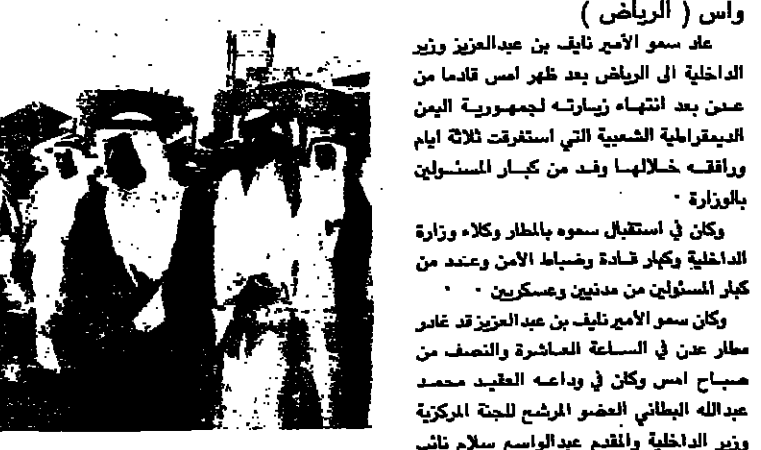 واس ( الرياض )
عاد سمو الأمير نايف بن عبدالعزيز وزير
الداخلية الى الرياض بعد ظهر امس قادما من
عدن بعد انتهاء زيارته لجمهورية اليمن
الديمقراطية الشعبية التي استغرقت ثلاثة ايام
ورافقه خلالها وفد من كبار المسئولين
بالوزارة ٠
وكان في استقبال سموه بالمطار وكلاء وزارة
الداخلية وكبار قادة وضباط الأمن وعدد من
كبار المسئولين من مدنيين وعسكريين ٠
وكان سمو الأمير نايف بن عبدالعزيز قد غادر
مطار عدن في الساعة العاشرة والنصف من
صباح امس وكان في وداعه العقيد محمد
عبدالله البطاني العضو المرشح للجنة المركزية
وزير الداخلية والمقدم عبدالواسع سلام نائب